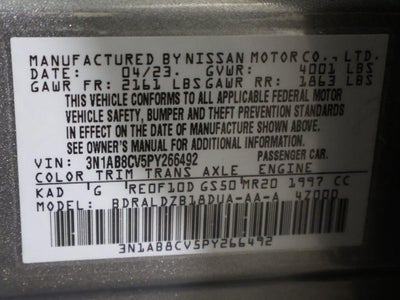 MANUFACTURED BY NISSAN MOTOR CO., LTD.
DATE: 04/23. GVWR: 4001 LBS
GAWR FR: 2161 LBS GAWR RR: 1863 LBS
THIS VEHICLE CONFORMS TO ALL APPLICABLE FEDERAL MOTOR
VEHICLE SAFETY, BUMPER AND THEFT PREVENTION STANDARDS
IN EFFECT ON THE DATE OF MANUFACTURE SHOWN ABOVE.
SEE OWNER'S MANUAL FOR ADDITIONAL INFORMATION.
VIN: 3N1AB8CV5PY266492 PASSENGER CAR.
COLOR TRIM TRANS AXLE ENGINE
KAD G RE0F10D GS50 MR20 1997 CC
MODEL: BDRALDZB18DUA-AA-A 4Z000
3N1AB8CV5PY266492